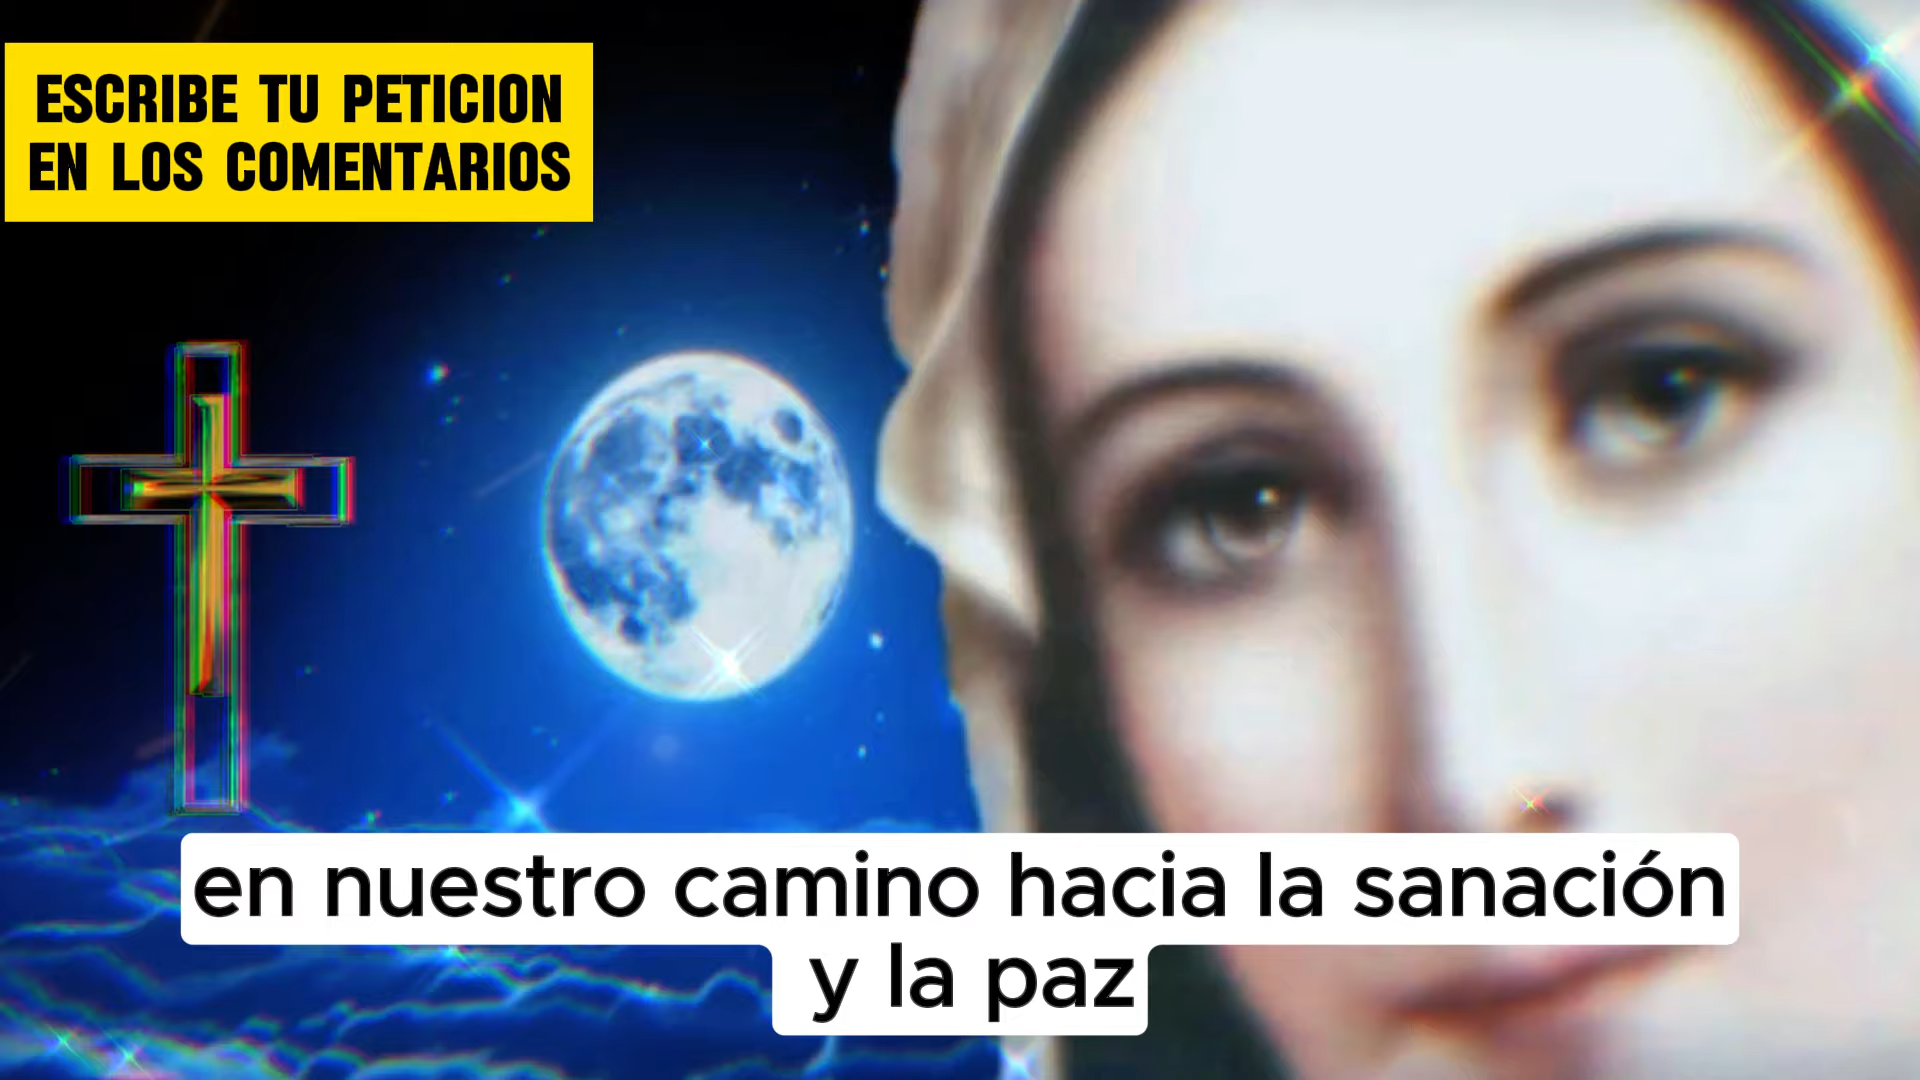 ESCRIBE TU PETICION
EN LOS COMENTARIOS
en nuestro camino hacia la sanación
y la paz